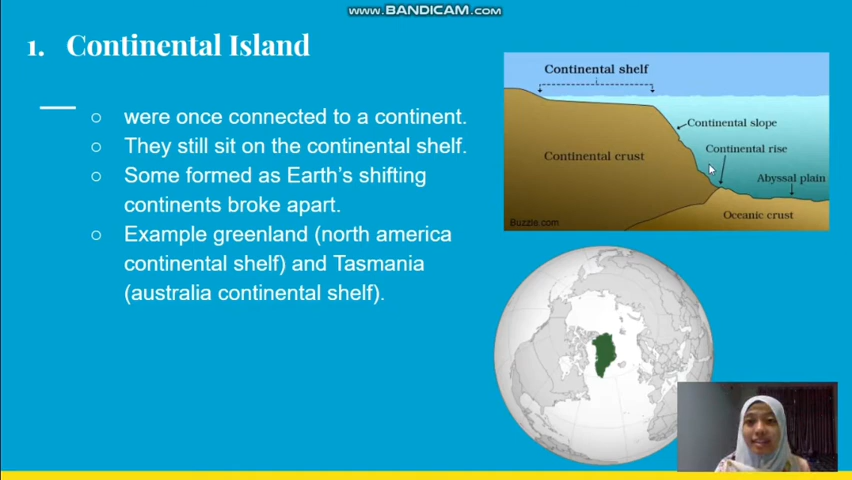 www.BANDICAM.com
1. Continental Island
○ were once connected to a continent.
○ They still sit on the continental shelf.
○ Some formed as Earth's shifting
continents broke apart.
○ Example greenland (north america
continental shelf) and Tasmania
(australia continental shelf).
Continental shelf
Continental slope
Continental rise
Continental crust
Abyssal plain
Oceanic crust
Buzzle.com